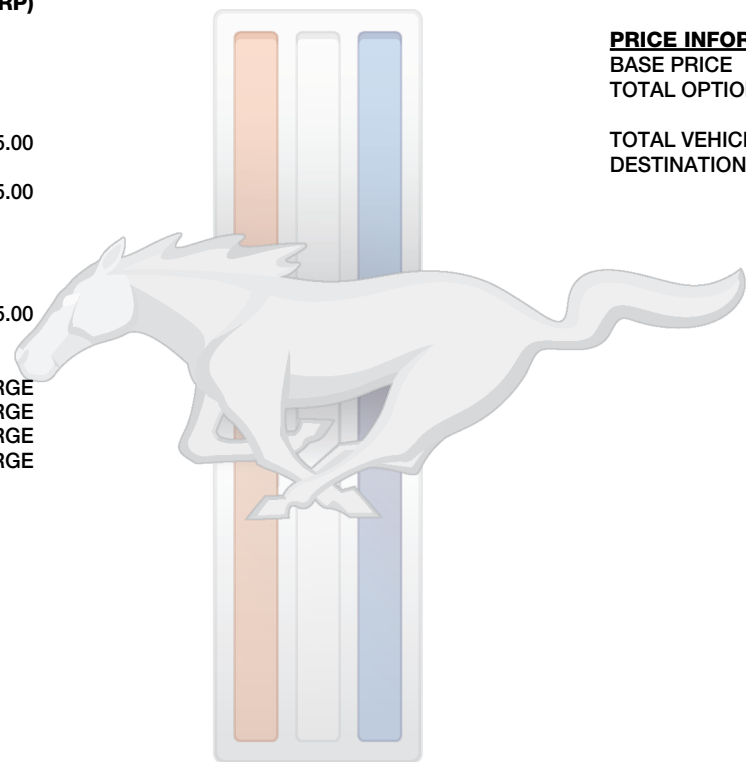 RP)
5.00
5.00
5.00
RGE
RGE
RGE
RGE
PRICE INFOR
BASE PRICE
TOTAL OPTIO
TOTAL VEHIC
DESTINATION